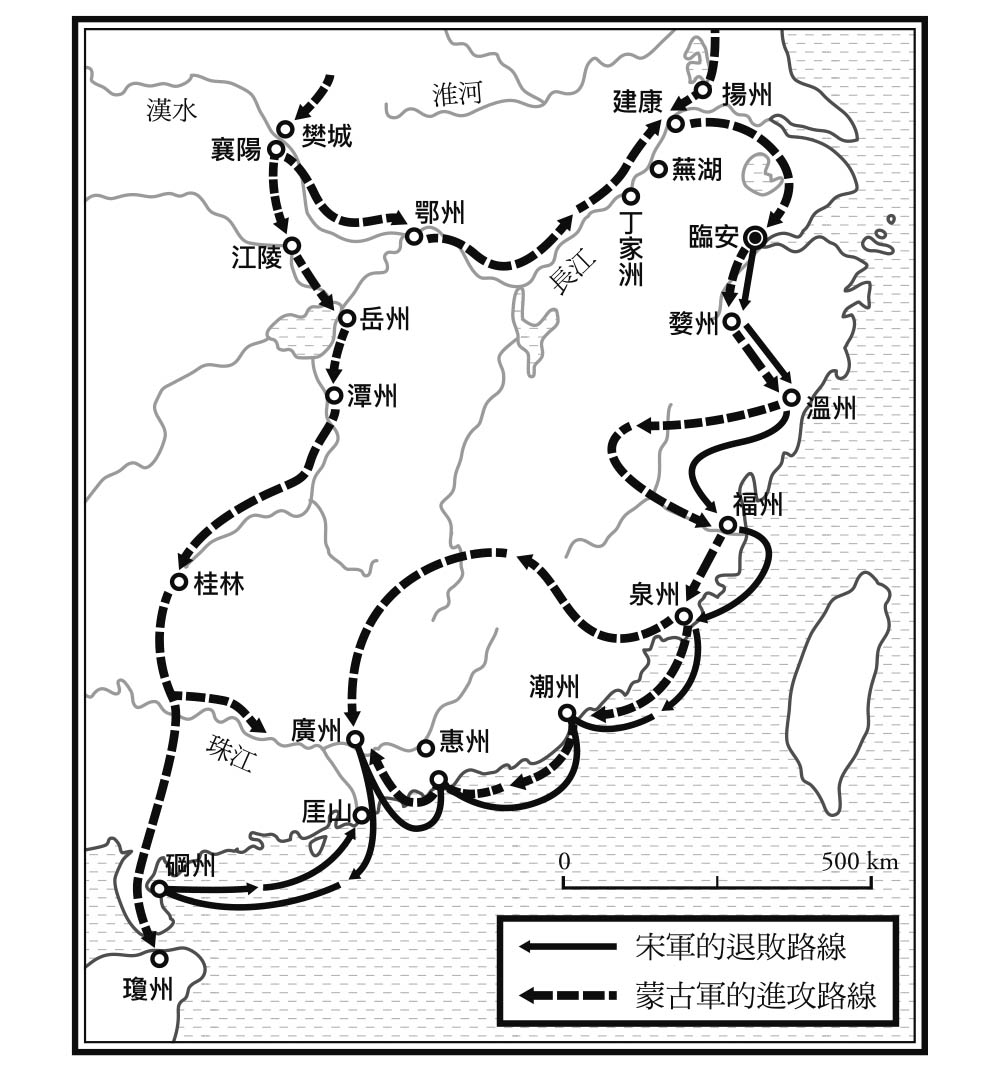 淮河
揚州
建康
漢水
樊城
襄陽
蕪湖
鄂州
丁家洲
臨安
江陵
長江
岳州
婺州
潭州
溫州
福州
桂林
泉州
潮州
廣州
惠州
珠江
厓山
0 500 km
碙州
宋軍的退敗路線
瓊州
蒙古軍的進攻路線